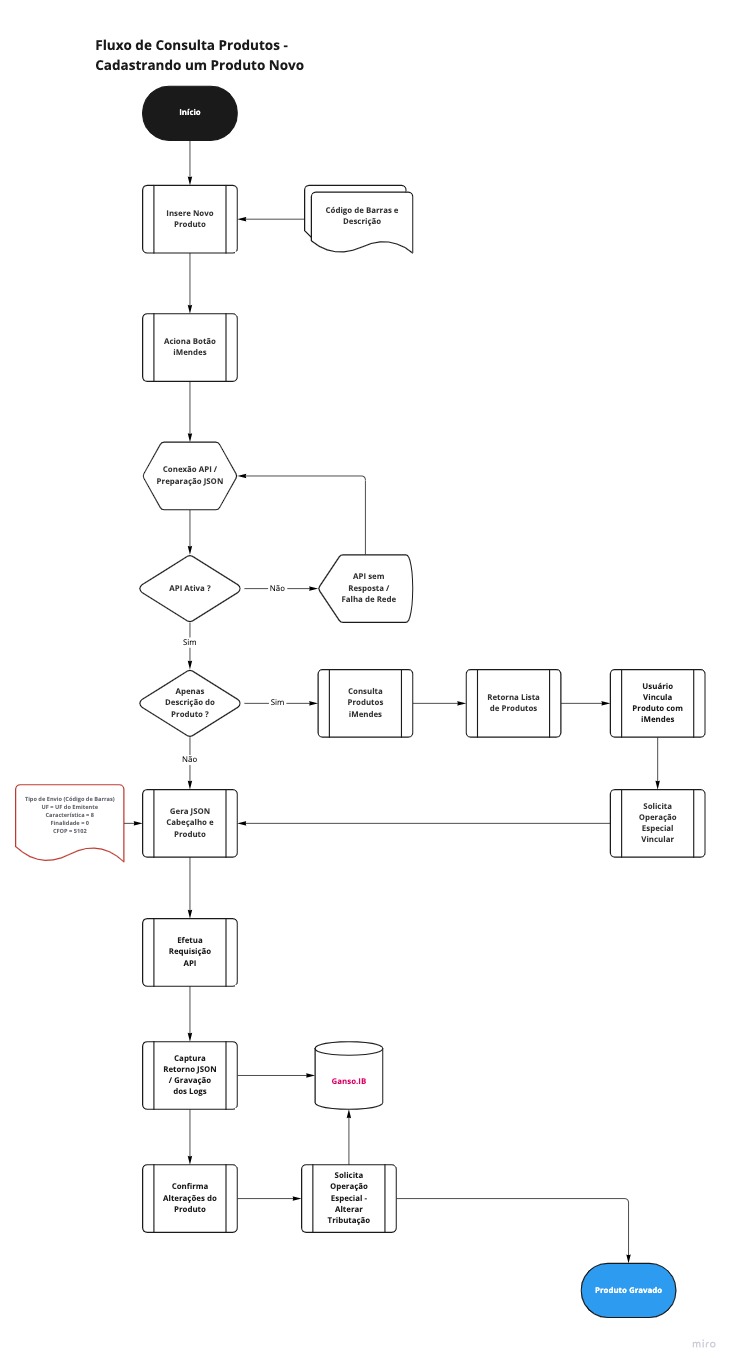 Fluxo de Consulta Produtos -
Cadastrando um Produto Novo
Início
Insere Novo
Produto
Código de Barras e
Descrição
Aciona Botão
iMendes
Conexão API /
Preparação JSON
API Ativa ?
Não
API sem
Resposta /
Falha de Rede
Sim
Apenas
Descrição do
Produto ?
Sim
Consulta
Produtos
iMendes
Retorna Lista
de Produtos
Usuário
Vincula
Produto com
iMendes
Não
Tipo de Envio (Código de Barras)
UF = UF do Emitente
Característica = 8
Finalidade = 0
CFOP = 5102
Gera JSON
Cabeçalho e
Produto
Solicita
Operação
Especial
Vincular
Efetua
Requisição
API
Captura
Retorno JSON
/ Gravação
dos Logs
Ganso.IB
Confirma
Alterações do
Produto
Solicita
Operação
Especial -
Alterar
Tributação
Produto Gravado
miro